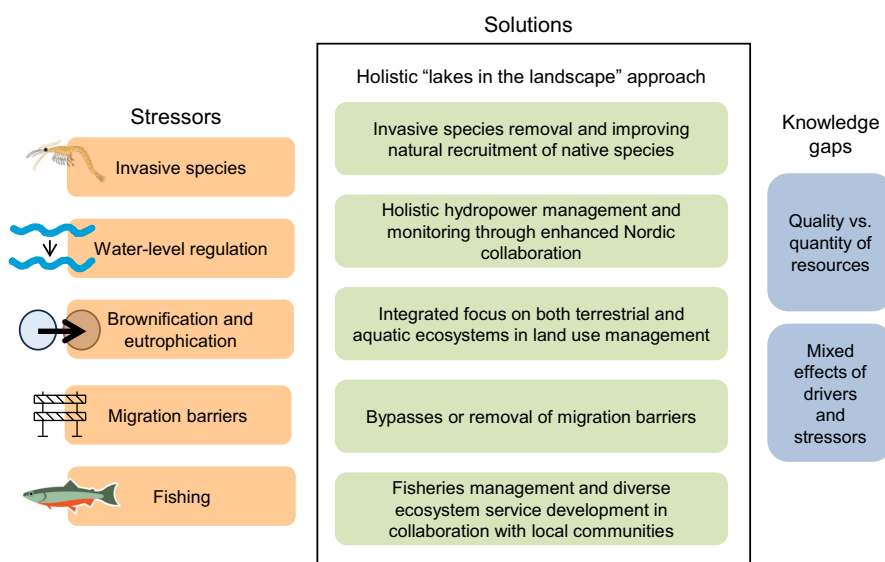 Solutions
Holistic “lakes in the landscape” approach
Stressors
Invasive species
Water-level regulation
Brownification and
eutrophication
Migration barriers
Fishing
Invasive species removal and improving
natural recruitment of native species
Holistic hydropower management and
monitoring through enhanced Nordic
collaboration
Integrated focus on both terrestrial and
aquatic ecosystems in land use management
Bypasses or removal of migration barriers
Fisheries management and diverse
ecosystem service development in
collaboration with local communities
Knowledge
gaps
Quality vs.
quantity of
resources
Mixed
effects of
drivers
and
stressors